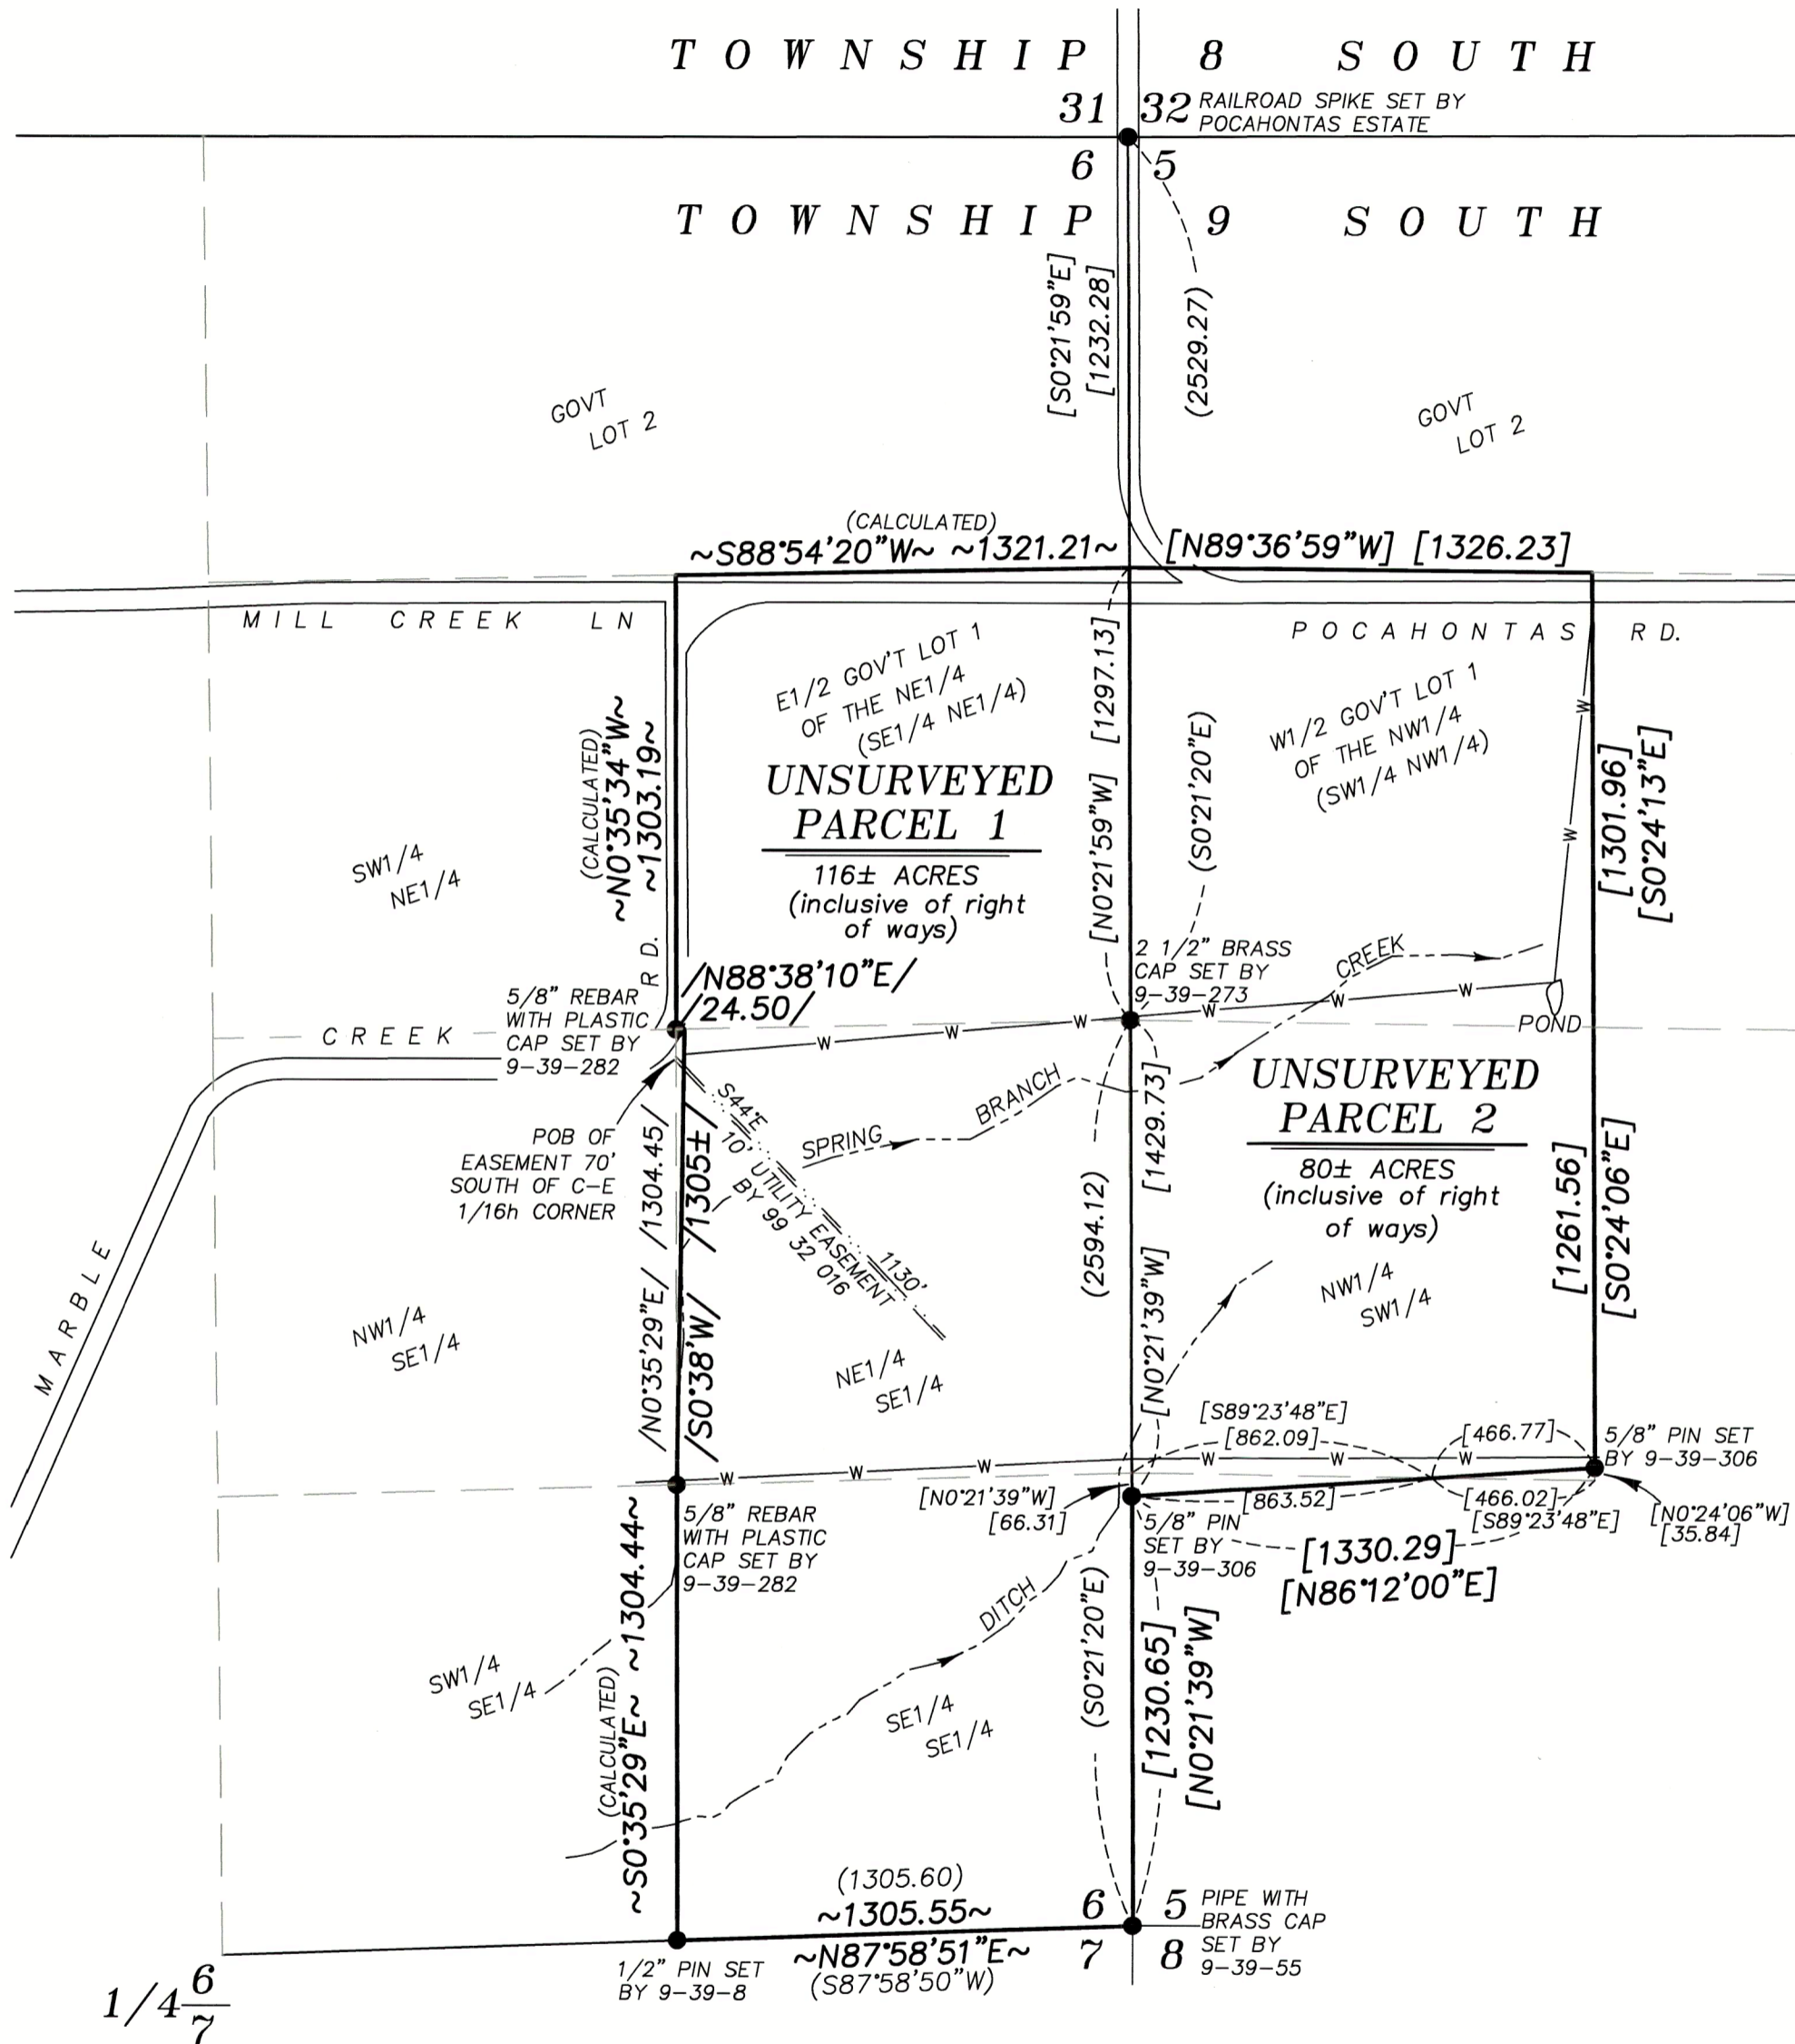 TOWNSHIP 8 SOUTH
31 32
RAILROAD SPIKE SET BY
POCAHONTAS ESTATE
6 5
TOWNSHIP 9 SOUTH
[S0°21'59"E]
[1232.28]
(2529.27)
GOVT
LOT 2
GOVT
LOT 2
(CALCULATED)
~S88°54'20"W~ ~1321.21~
[N89°36'59"W] [1326.23]
MILL CREEK LN
POCAHONTAS RD.
E1/2 GOV'T LOT 1
OF THE NE1/4
(SE1/4 NE1/4)
W1/2 GOV'T LOT 1
OF THE NW1/4
(SW1/4 NW1/4)
[N0°21'59"W] [1297.13]
(S0°21'20"E)
(CALCULATED)
~N0°35'34"W~
~1303.19~
UNSURVEYED
PARCEL 1
116± ACRES
(inclusive of right
of ways)
W
W
[1301.96]
[S0°24'13"E]
SW1/4
NE1/4
RD.
/N88°38'10"E/
/24.50/
2 1/2" BRASS
CAP SET BY
9-39-273
CREEK
5/8" REBAR
WITH PLASTIC
CAP SET BY
9-39-282
CREEK
W W W W W W
POND
POB OF
EASEMENT 70'
SOUTH OF C-E
1/16h CORNER
S44°E
10' UTILITY EASEMENT
BY 99 32 016
1130'
SPRING BRANCH
/N0°35'29"E/ /1304.45/
/S0°38'W/ /1305±/
(2594.12)
[N0°21'39"W] [1429.73]
UNSURVEYED
PARCEL 2
80± ACRES
(inclusive of right
of ways)
[1261.56]
[S0°24'06"E]
MARBLE
NW1/4
SE1/4
NE1/4
SE1/4
NW1/4
SW1/4
[S89°23'48"E]
[862.09]
[466.77]
5/8" PIN SET
BY 9-39-306
W W W W W W
[N0°21'39"W]
[66.31]
[863.52]
[466.02]
[S89°23'48"E]
[N0°24'06"W]
[35.84]
5/8" REBAR
WITH PLASTIC
CAP SET BY
9-39-282
5/8" PIN
SET BY
9-39-306
[1330.29]
[N86°12'00"E]
DITCH
(CALCULATED)
~S0°35'29"E~ ~1304.44~
(S0°21'20"E)
[1230.65]
[N0°21'39"W]
SW1/4
SE1/4
SE1/4
SE1/4
(1305.60)
~1305.55~
6 5
PIPE WITH
BRASS CAP
SET BY
9-39-55
~N87°58'51"E~
(S87°58'50"W)
7 8
1/2" PIN SET
BY 9-39-8
1/4 6
7